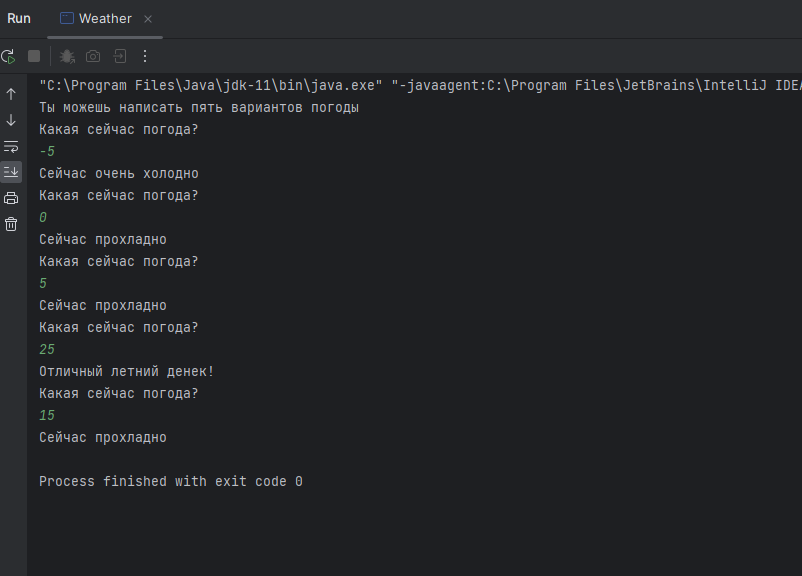 Run Weather
"C:\Program Files\Java\jdk-11\bin\java.exe" "-javaagent:C:\Program Files\JetBrains\IntelliJ IDEA
Ты можешь написать пять вариантов погоды
Какая сейчас погода?
-5
Сейчас очень холодно
Какая сейчас погода?
0
Сейчас прохладно
Какая сейчас погода?
5
Сейчас прохладно
Какая сейчас погода?
25
Отличный летний денек!
Какая сейчас погода?
15
Сейчас прохладно
Process finished with exit code 0